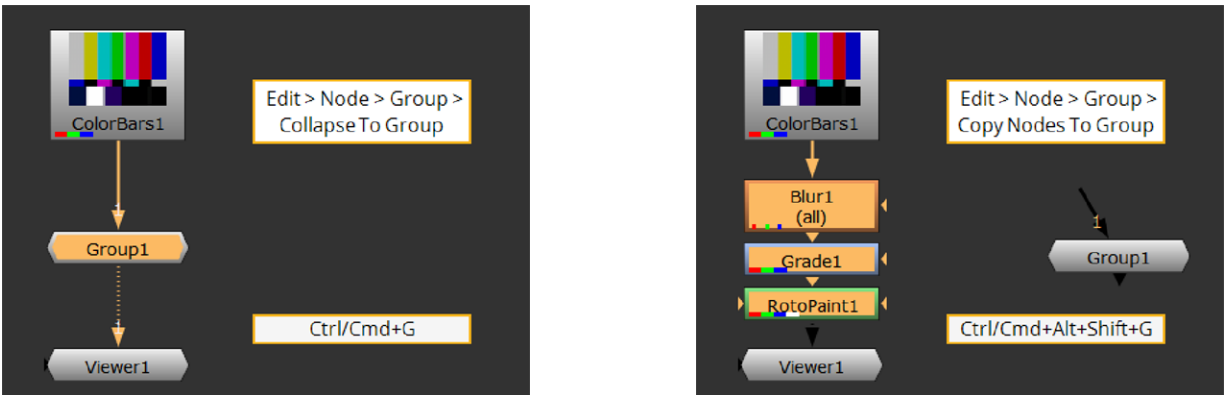 ColorBars1
Edit > Node > Group >
Collapse To Group
1
Group1
Ctrl/Cmd+G
1
Viewer1
ColorBars1
Edit > Node > Group >
Copy Nodes To Group
Blur1
(all)
1
Group1
Grade1
RotoPaint1
Ctrl/Cmd+Alt+Shift+G
Viewer1